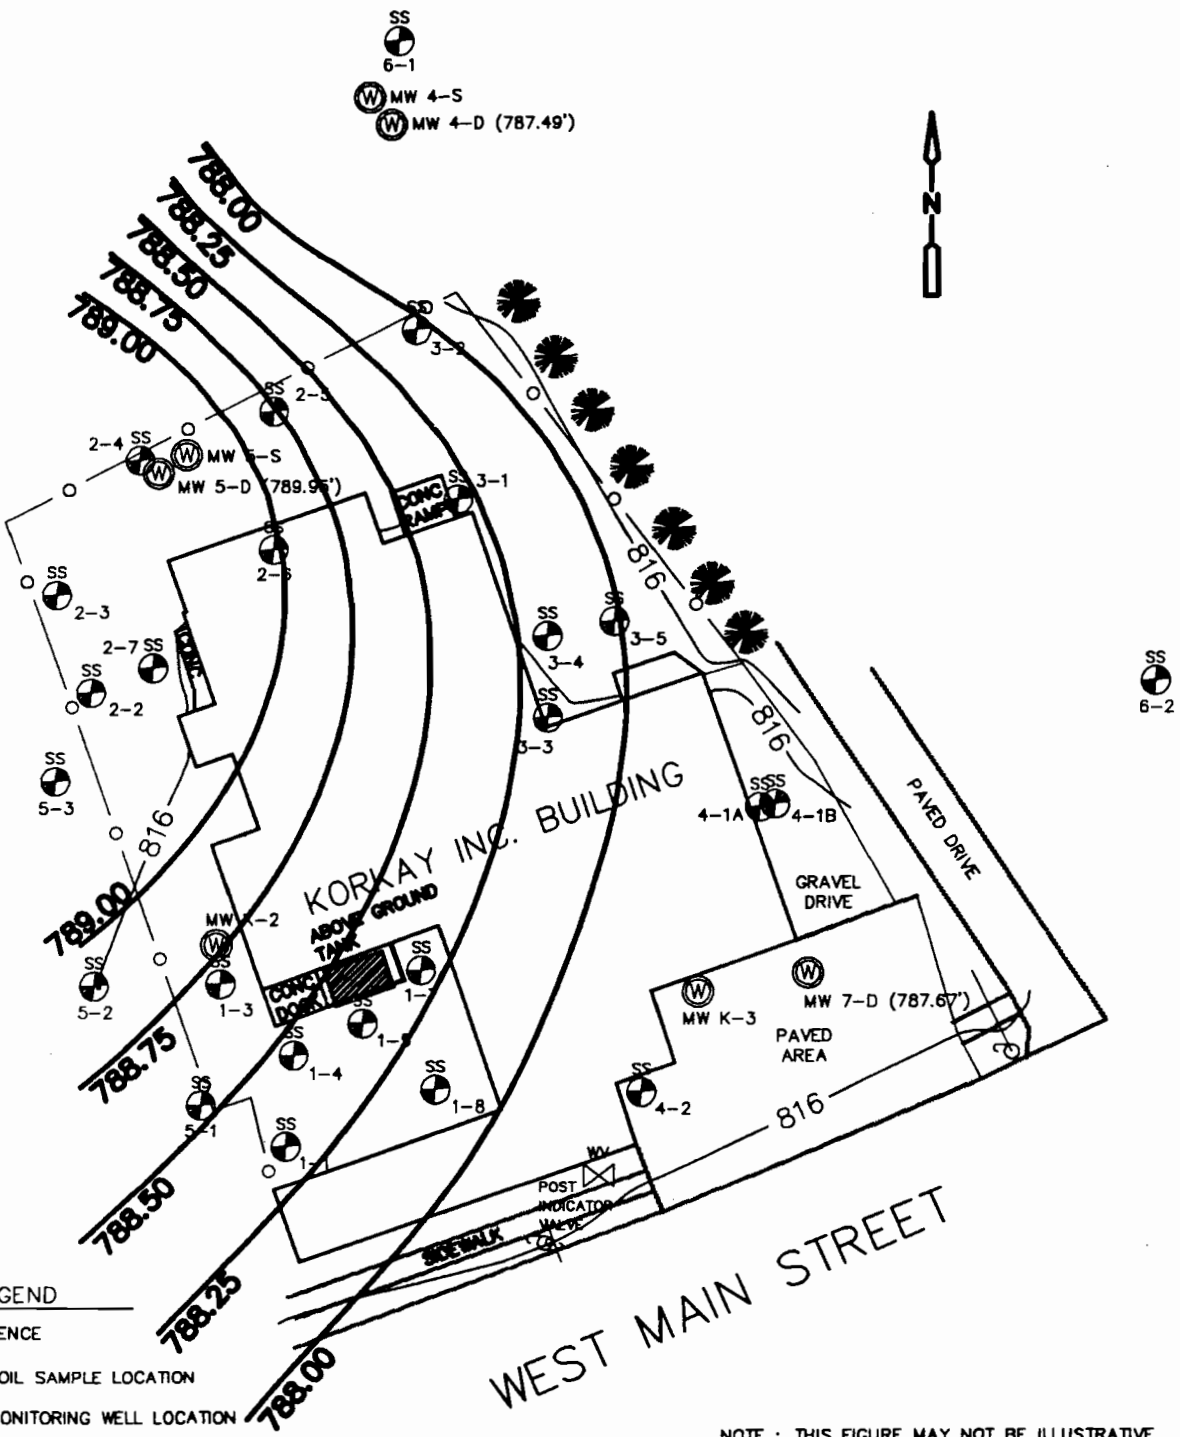 SS
6-1
MW 4-S
MW 4-D (787.49')
N
788.00
788.25
788.50
788.75
789.00
SS
3-2
SS
2-5
2-4
SS
MW 5-S
MW 5-D (789.95')
SS
3-1
CONC
RAMP
SS
2-6
816
SS
2-3
SS
3-4
SS
3-5
2-7
SS
CONC
SS
2-2
SS
6-2
SS
3-3
816
SS
5-3
816
KORKAY INC. BUILDING
SS
4-1A
SS
4-1B
PAVED DRIVE
GRAVEL
DRIVE
789.00
MW K-2
ABOVE GROUND
TANK
SS
5-2
SS
1-3
CONC
DOCK
SS
SS
SS
1-4
MW K-3
MW 7-D (787.67')
PAVED
AREA
788.75
SS
5-1
SS
1-8
SS
4-2
816
SS
WV
POST
INDICATOR
VALVE
SIDEWALK
788.50
788.25
788.00
WEST MAIN STREET
GEND
ENCE
OIL SAMPLE LOCATION
ONITORING WELL LOCATION
NOTE : THIS FIGURE MAY NOT BE ILLUSTRATIVE